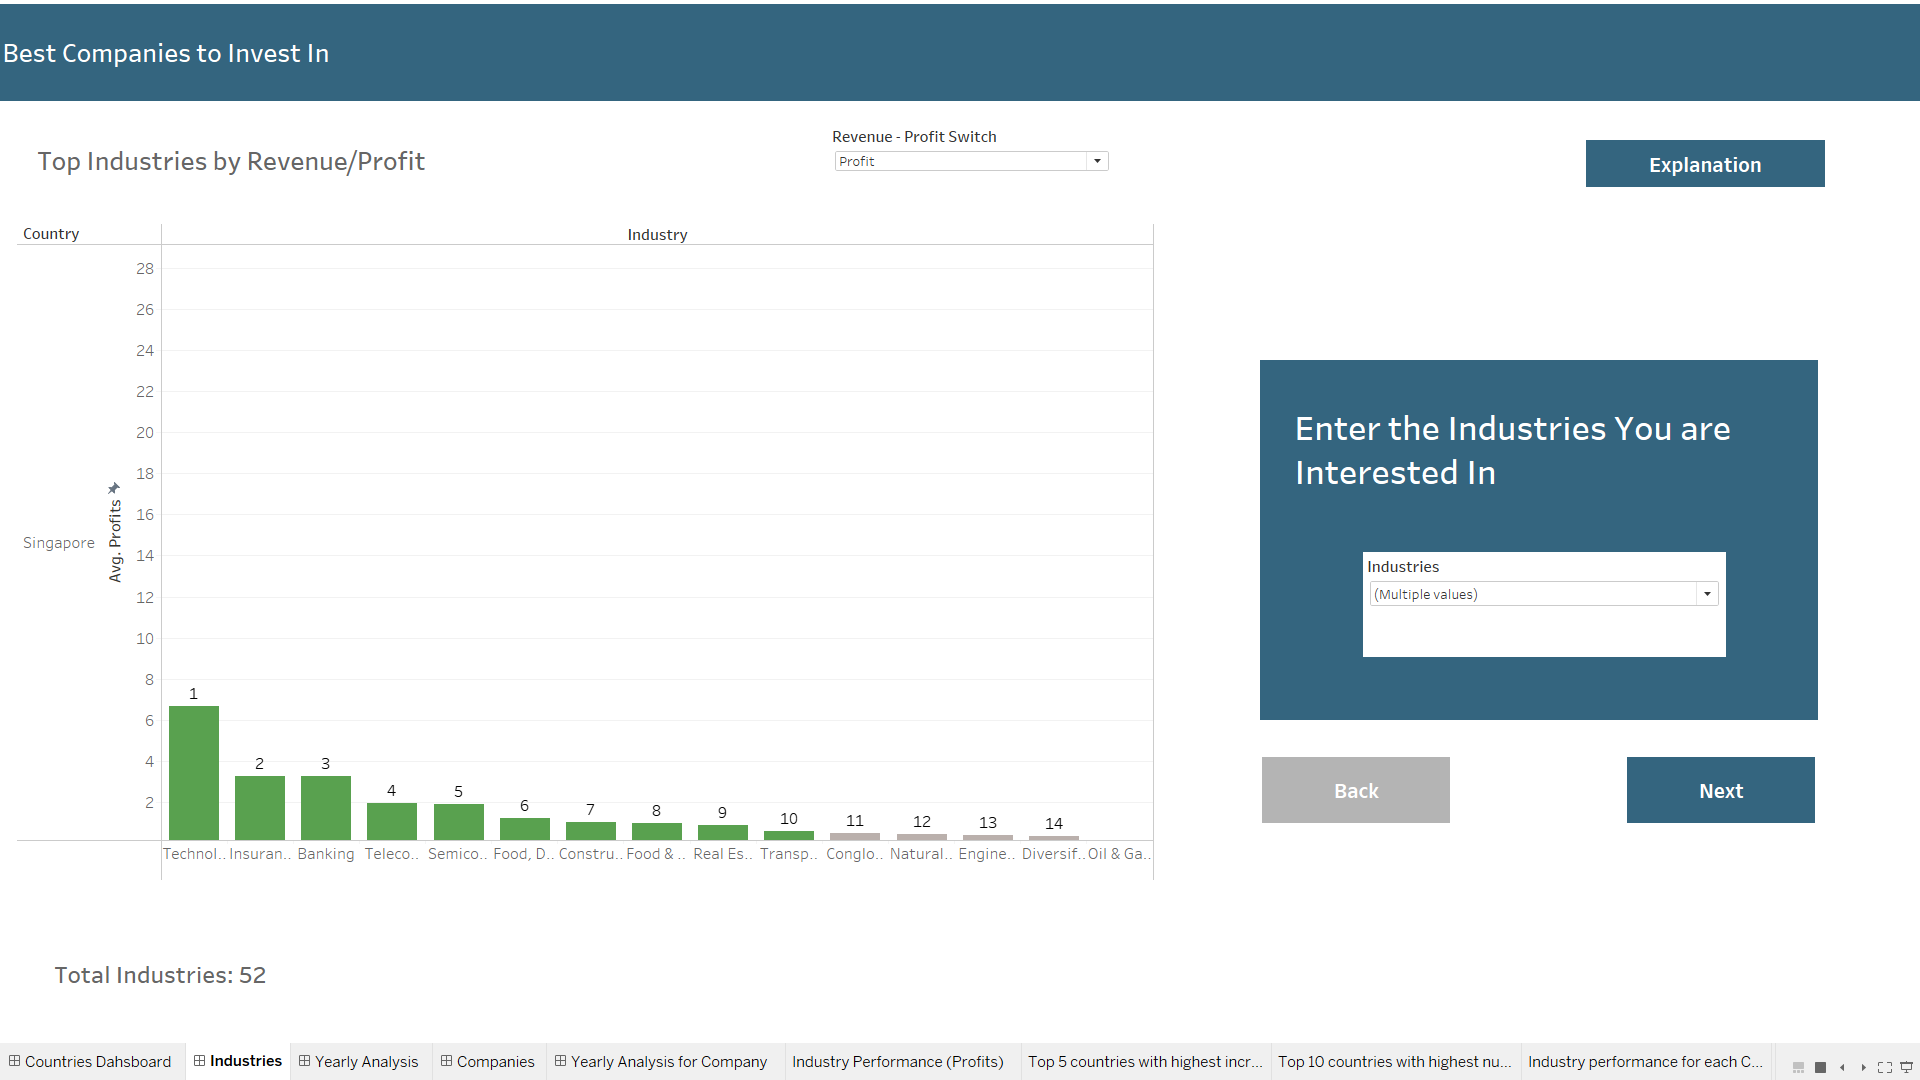 Best Companies to Invest In
Revenue - Profit Switch
Profit
Top Industries by Revenue/Profit
Explanation
Country
Industry
28
26
24
22
20
18
16
14
12
10
8
6
4
2
Avg. Profits
Singapore
1
2
3
4
5
6
7
8
9
10
11
12
13
14
Technol.. Insuran.. Banking Teleco.. Semico.. Food, D.. Constru.. Food & .. Real Es.. Transp.. Conglo.. Natural.. Engine.. Diversif.. Oil & Ga..
Enter the Industries You are
Interested In
Industries
(Multiple values)
Back
Next
Total Industries: 52
Countries Dahsboard Industries Yearly Analysis Companies Yearly Analysis for Company Industry Performance (Profits) Top 5 countries with highest incr... Top 10 countries with highest nu... Industry performance for each C...